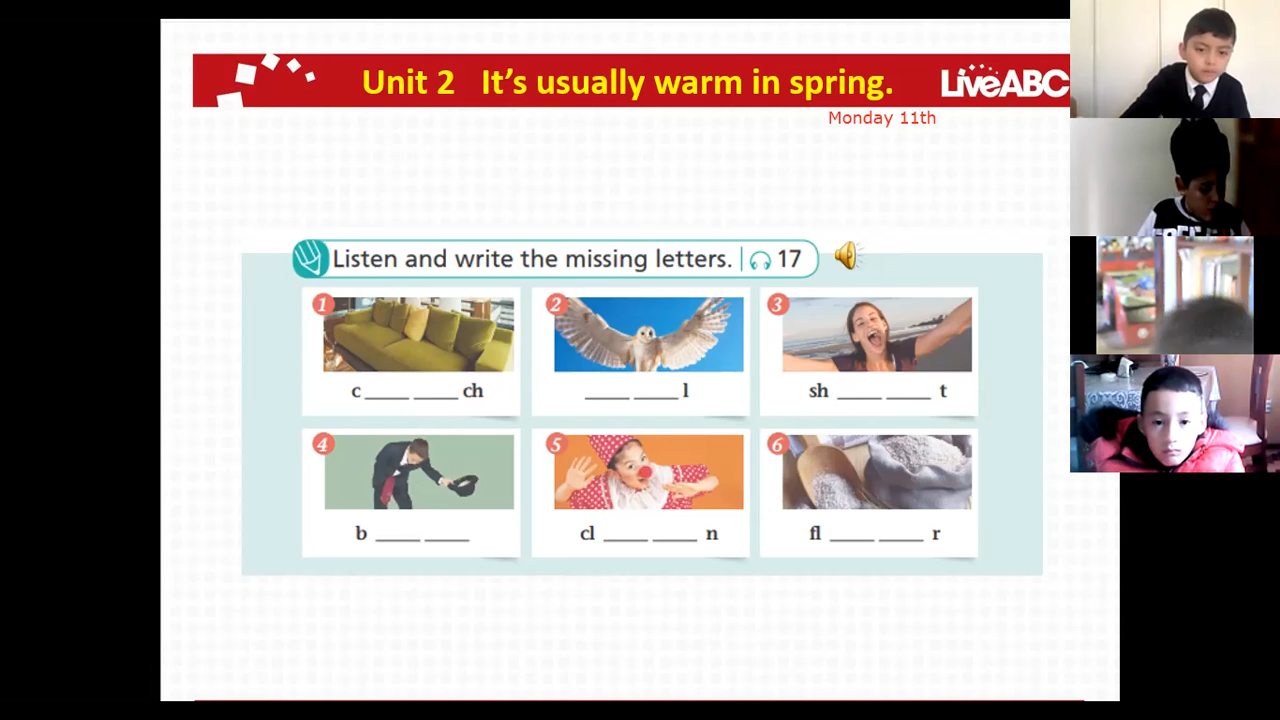 Unit 2 It's usually warm in spring.
LiveABC
Monday 11th
Listen and write the missing letters. | 17
1
c ____ ____ ch
2
____ ____ l
3
sh ____ ____ t
4
b ____ ____
5
cl ____ ____ n
6
fl ____ ____ r